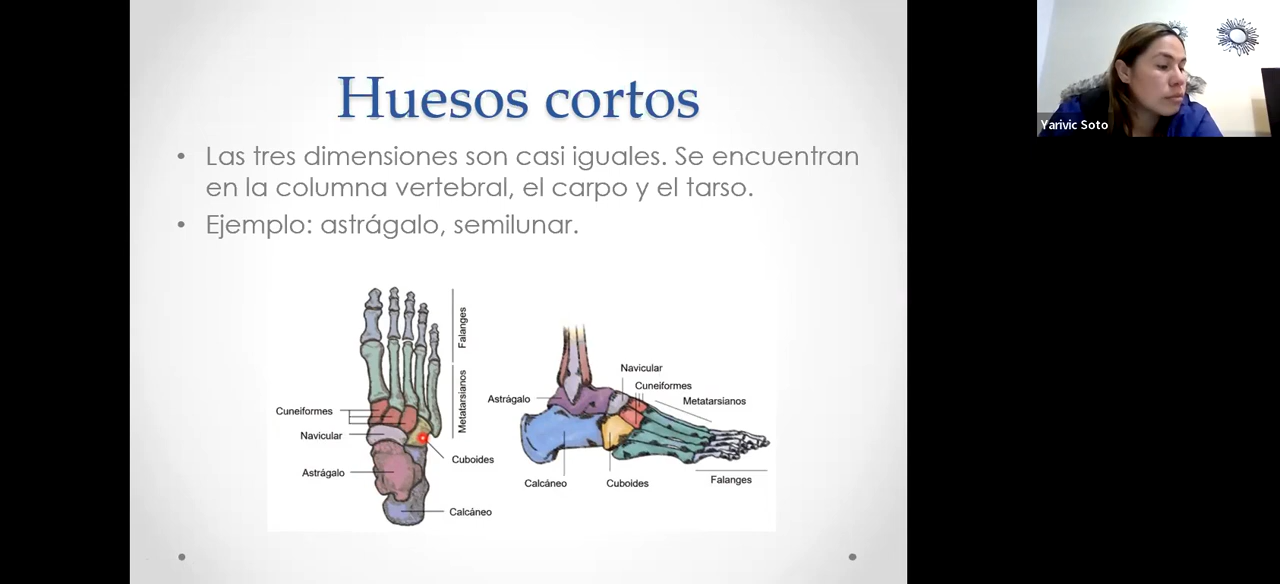 Huesos cortos
• Las tres dimensiones son casi iguales. Se encuentran
en la columna vertebral, el carpo y el tarso.
• Ejemplo: astrágalo, semilunar.
Falanges
Metatarsianos
Cuneiformes
Navicular
Astrágalo
Cuboides
Calcáneo
Navicular
Cuneiformes
Metatarsianos
Astrágalo
Calcáneo
Cuboides
Falanges
Yarivic Soto